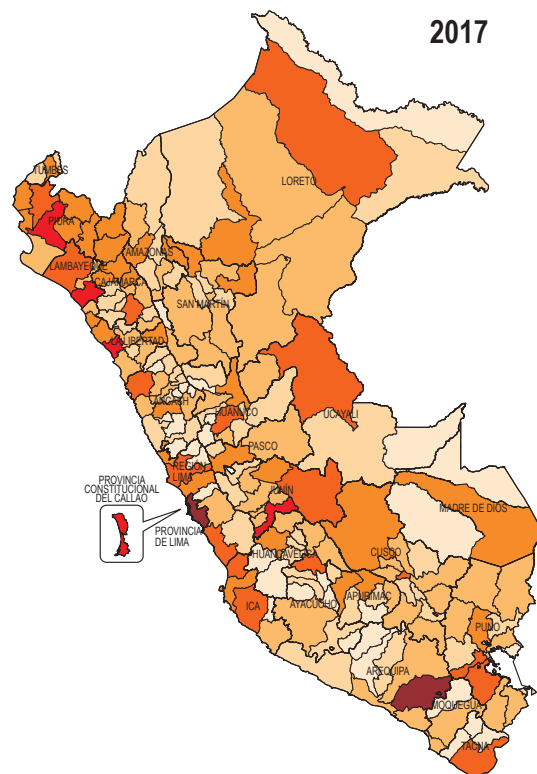 2017
TUMBES
LORETO
PIURA
AMAZONAS
LAMBAYEQUE
CAJAMARCA
SAN MARTÍN
LA LIBERTAD
ÁNCASH
HUÁNUCO
UCAYALI
PASCO
REGIÓN
LIMA
PROVINCIA
CONSTITUCIONAL
DEL CALLAO
JUNÍN
MADRE DE DIOS
PROVINCIA
DE LIMA
CUSCO
HUANCAVELICA
ICA
AYACUCHO
APURÍMAC
PUNO
AREQUIPA
MOQUEGUA
TACNA